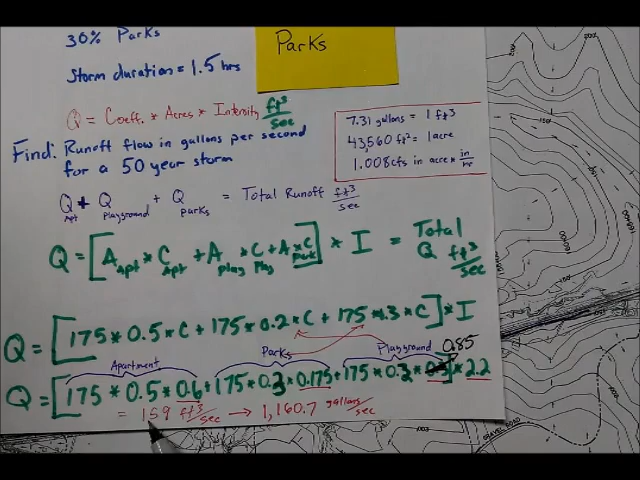 30% Parks
Parks
Storm duration = 1.5 hrs
Q = Coeff. * Acres * Intensity ft³/sec
7.31 gallons = 1 ft3
43,560 ft² = 1 acre
1.008 cfs in acre * in/hr
Find: Runoff flow in gallons per second
for a 50 year storm
Q Apt + Q Playground + Q parks = Total Runoff ft3/sec
Q = [A Apt * C Apt + A play * C Play + A * C Park] * I = Total Q ft3/sec
Q = [175 * 0.5 * C + 175 * 0.2 * C + 175 * .3 * C] * I
Apartment Parks Playground 0.85
Q = [175 * 0.5 * 0.6 + 175 * 0.3 * 0.175 + 175 * 0.2 *] * 2.2
= 159 ft3/sec → 1,160.7 gallons/sec
GRAVEL ROAD